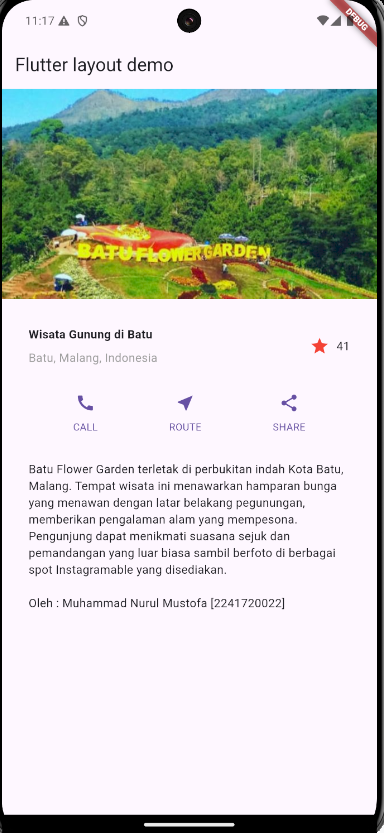 11:17
DEBUG
Flutter layout demo
BATU FLOWER GARDEN
Wisata Gunung di Batu
Batu, Malang, Indonesia
41
CALL ROUTE SHARE
Batu Flower Garden terletak di perbukitan indah Kota Batu,
Malang. Tempat wisata ini menawarkan hamparan bunga
yang menawan dengan latar belakang pegunungan,
memberikan pengalaman alam yang mempesona.
Pengunjung dapat menikmati suasana sejuk dan
pemandangan yang luar biasa sambil berfoto di berbagai
spot Instagramable yang disediakan.
Oleh : Muhammad Nurul Mustofa [2241720022]